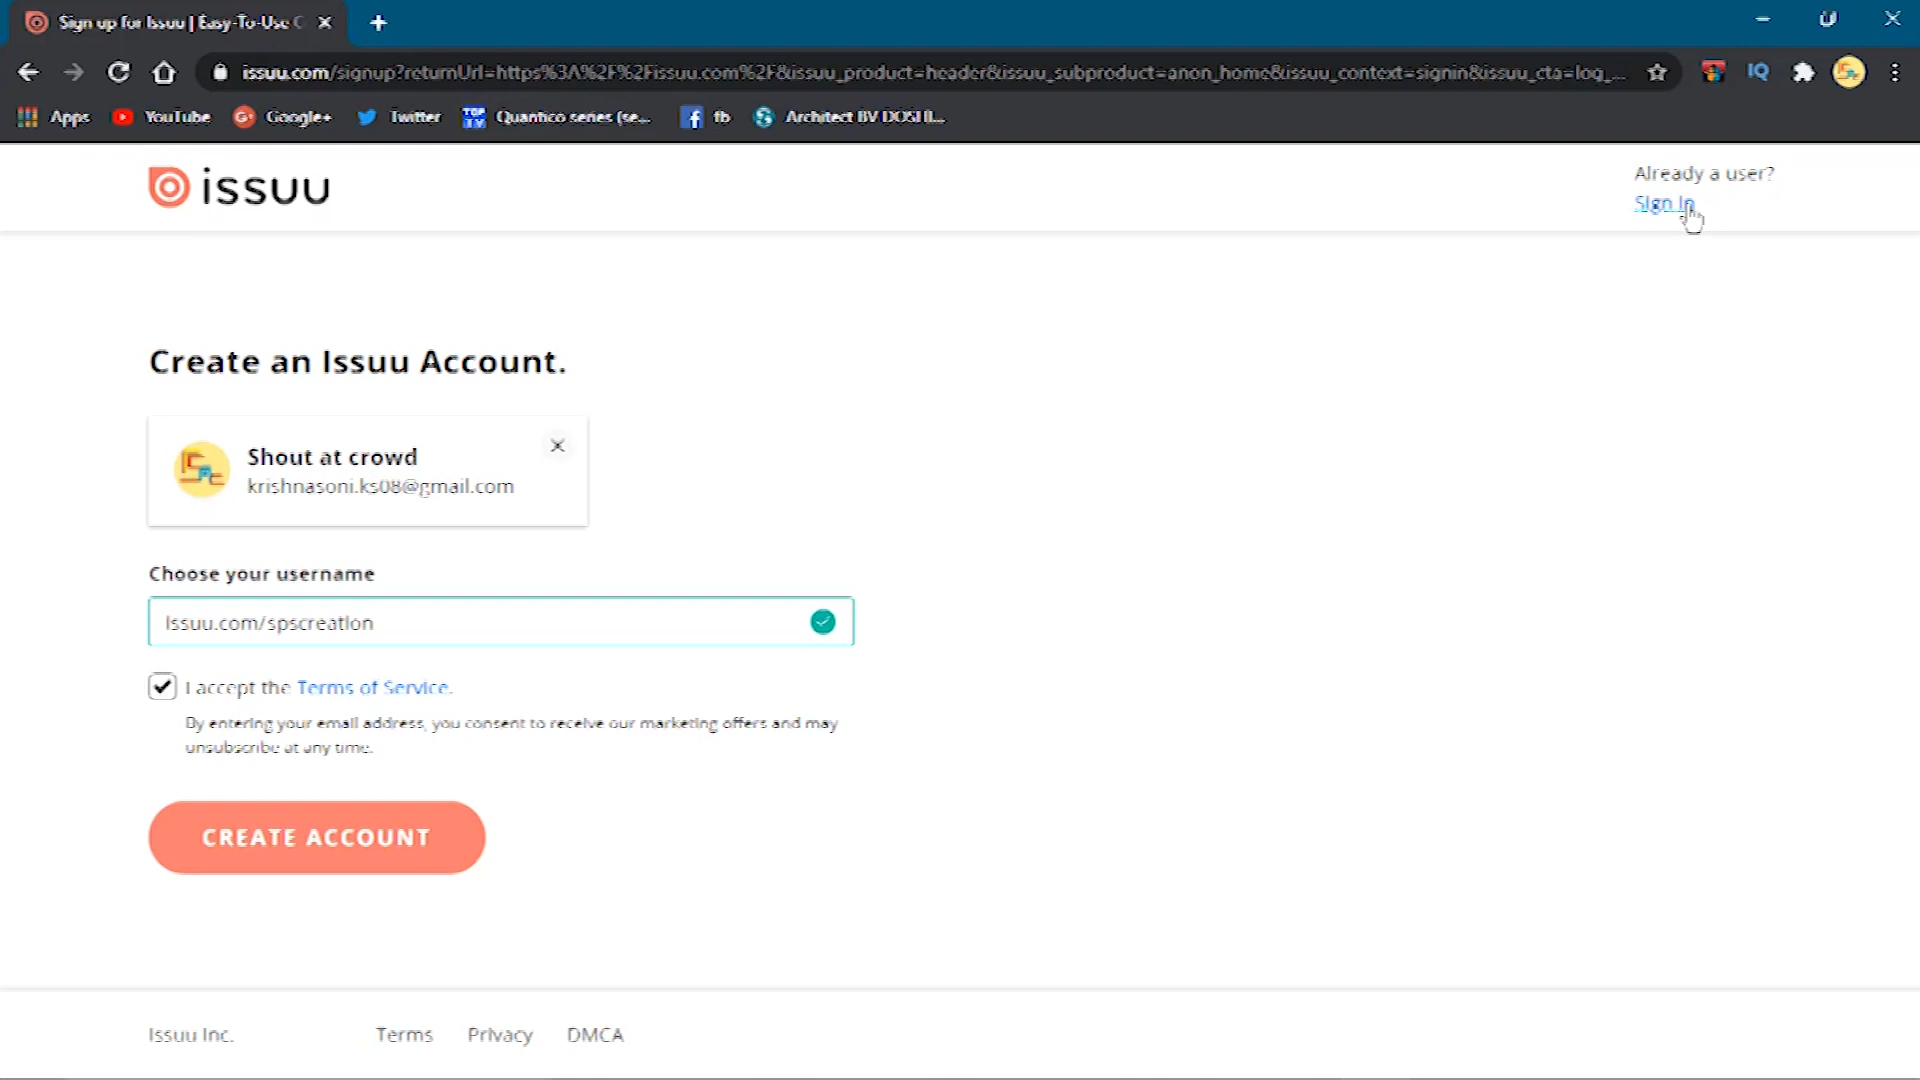 Sign up for Issuu | Easy-To-Use C
issuu.com/signup?returnUrl=https%3A%2F%2Fissuu.com%2F&issuu_product=header&issuu_subproduct=anon_home&issuu_context=signin&issuu_cta=log_...
IQ
Apps
YouTube
G+
Google+
Twitter
TOP
TV
Quantico series (se...
fb
Architect BV DOSHI...
issuu
Already a user?
Sign in
Create an Issuu Account.
Shout at crowd
krishnasoni.ks08@gmail.com
Choose your username
issuu.com/spscreation
I accept the Terms of Service.
By entering your email address, you consent to receive our marketing offers and may
unsubscribe at any time.
CREATE ACCOUNT
Issuu Inc.
Terms
Privacy
DMCA